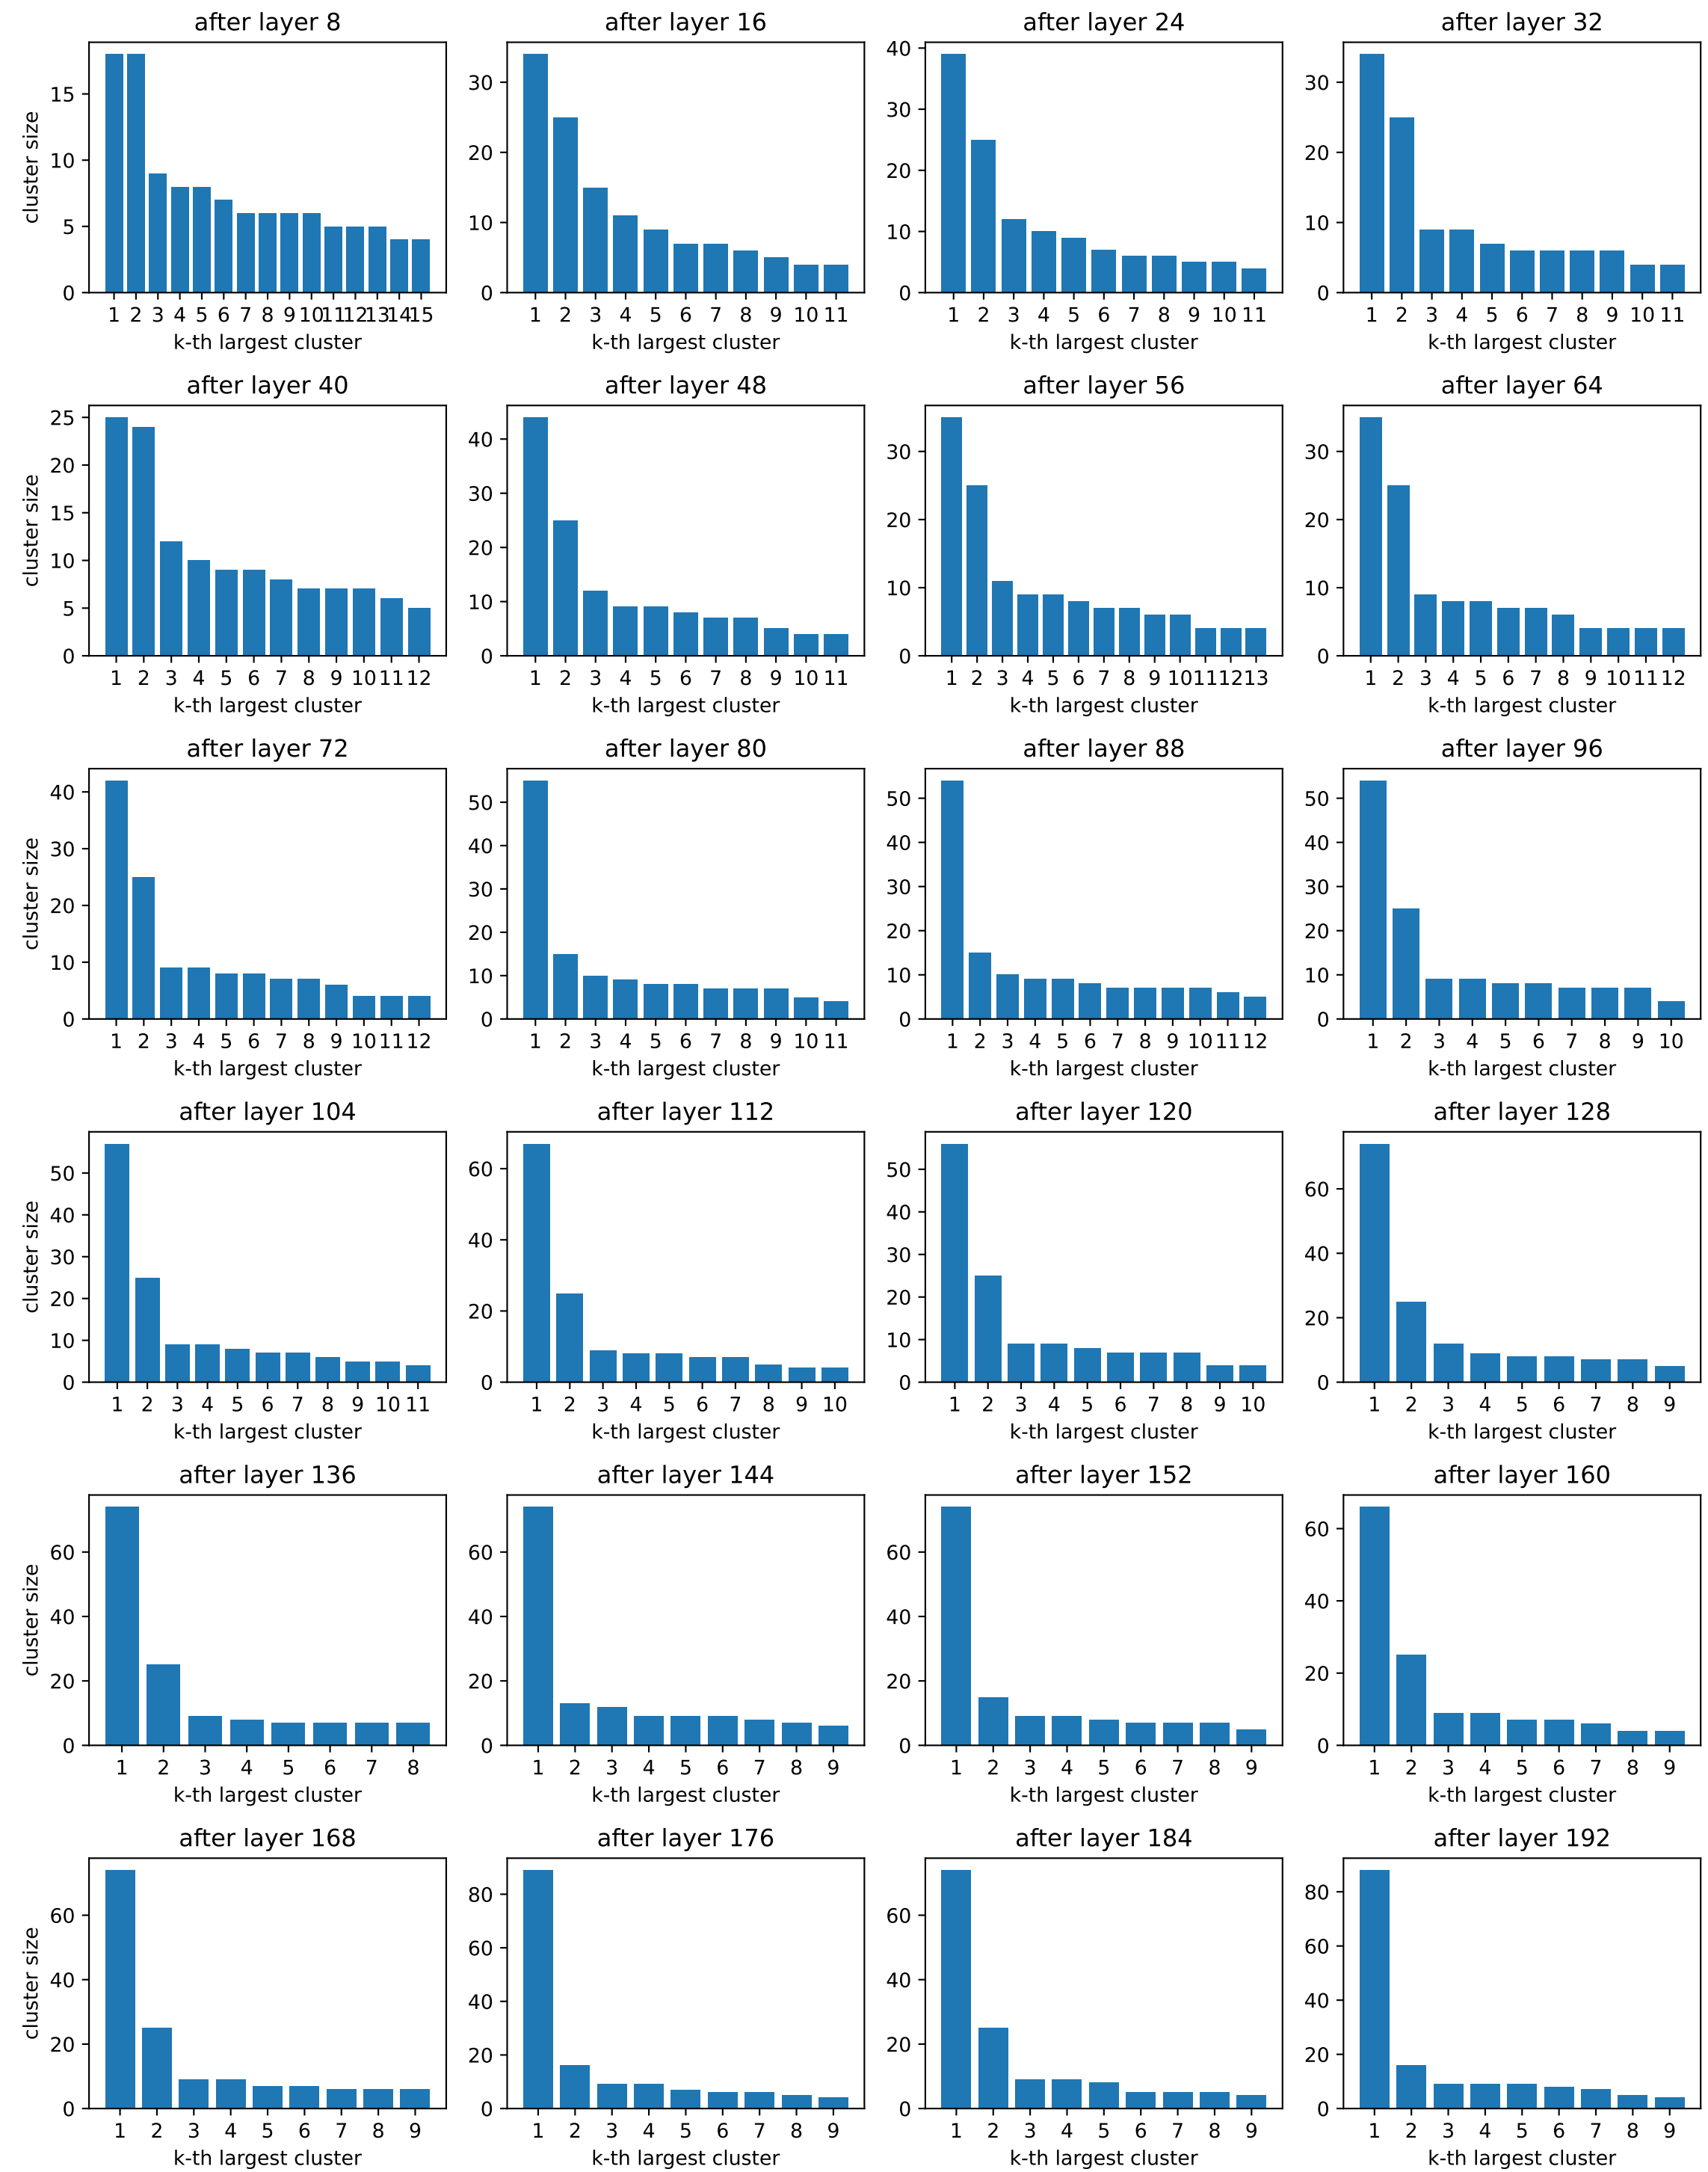 after layer 8
after layer 16
after layer 24
after layer 32
cluster size
15
10
5
0
1 2 3 4 5 6 7 8 9 10 11 12 13 14 15
k-th largest cluster
30
20
10
0
1 2 3 4 5 6 7 8 9 10 11
k-th largest cluster
40
30
20
10
0
1 2 3 4 5 6 7 8 9 10 11
k-th largest cluster
30
20
10
0
1 2 3 4 5 6 7 8 9 10 11
k-th largest cluster
after layer 40
after layer 48
after layer 56
after layer 64
cluster size
25
20
15
10
5
0
1 2 3 4 5 6 7 8 9 10 11 12
k-th largest cluster
40
30
20
10
0
1 2 3 4 5 6 7 8 9 10 11
k-th largest cluster
30
20
10
0
1 2 3 4 5 6 7 8 9 10 11 12 13
k-th largest cluster
30
20
10
0
1 2 3 4 5 6 7 8 9 10 11 12
k-th largest cluster
after layer 72
after layer 80
after layer 88
after layer 96
cluster size
40
30
20
10
0
1 2 3 4 5 6 7 8 9 10 11 12
k-th largest cluster
50
40
30
20
10
0
1 2 3 4 5 6 7 8 9 10 11
k-th largest cluster
50
40
30
20
10
0
1 2 3 4 5 6 7 8 9 10 11 12
k-th largest cluster
50
40
30
20
10
0
1 2 3 4 5 6 7 8 9 10
k-th largest cluster
after layer 104
after layer 112
after layer 120
after layer 128
cluster size
50
40
30
20
10
0
1 2 3 4 5 6 7 8 9 10 11
k-th largest cluster
60
40
20
0
1 2 3 4 5 6 7 8 9 10
k-th largest cluster
50
40
30
20
10
0
1 2 3 4 5 6 7 8 9 10
k-th largest cluster
60
40
20
0
1 2 3 4 5 6 7 8 9
k-th largest cluster
after layer 136
after layer 144
after layer 152
after layer 160
cluster size
60
40
20
0
1 2 3 4 5 6 7 8
k-th largest cluster
60
40
20
0
1 2 3 4 5 6 7 8 9
k-th largest cluster
60
40
20
0
1 2 3 4 5 6 7 8 9
k-th largest cluster
60
40
20
0
1 2 3 4 5 6 7 8 9
k-th largest cluster
after layer 168
after layer 176
after layer 184
after layer 192
cluster size
60
40
20
0
1 2 3 4 5 6 7 8 9
k-th largest cluster
80
60
40
20
0
1 2 3 4 5 6 7 8 9
k-th largest cluster
60
40
20
0
1 2 3 4 5 6 7 8 9
k-th largest cluster
80
60
40
20
0
1 2 3 4 5 6 7 8 9
k-th largest cluster